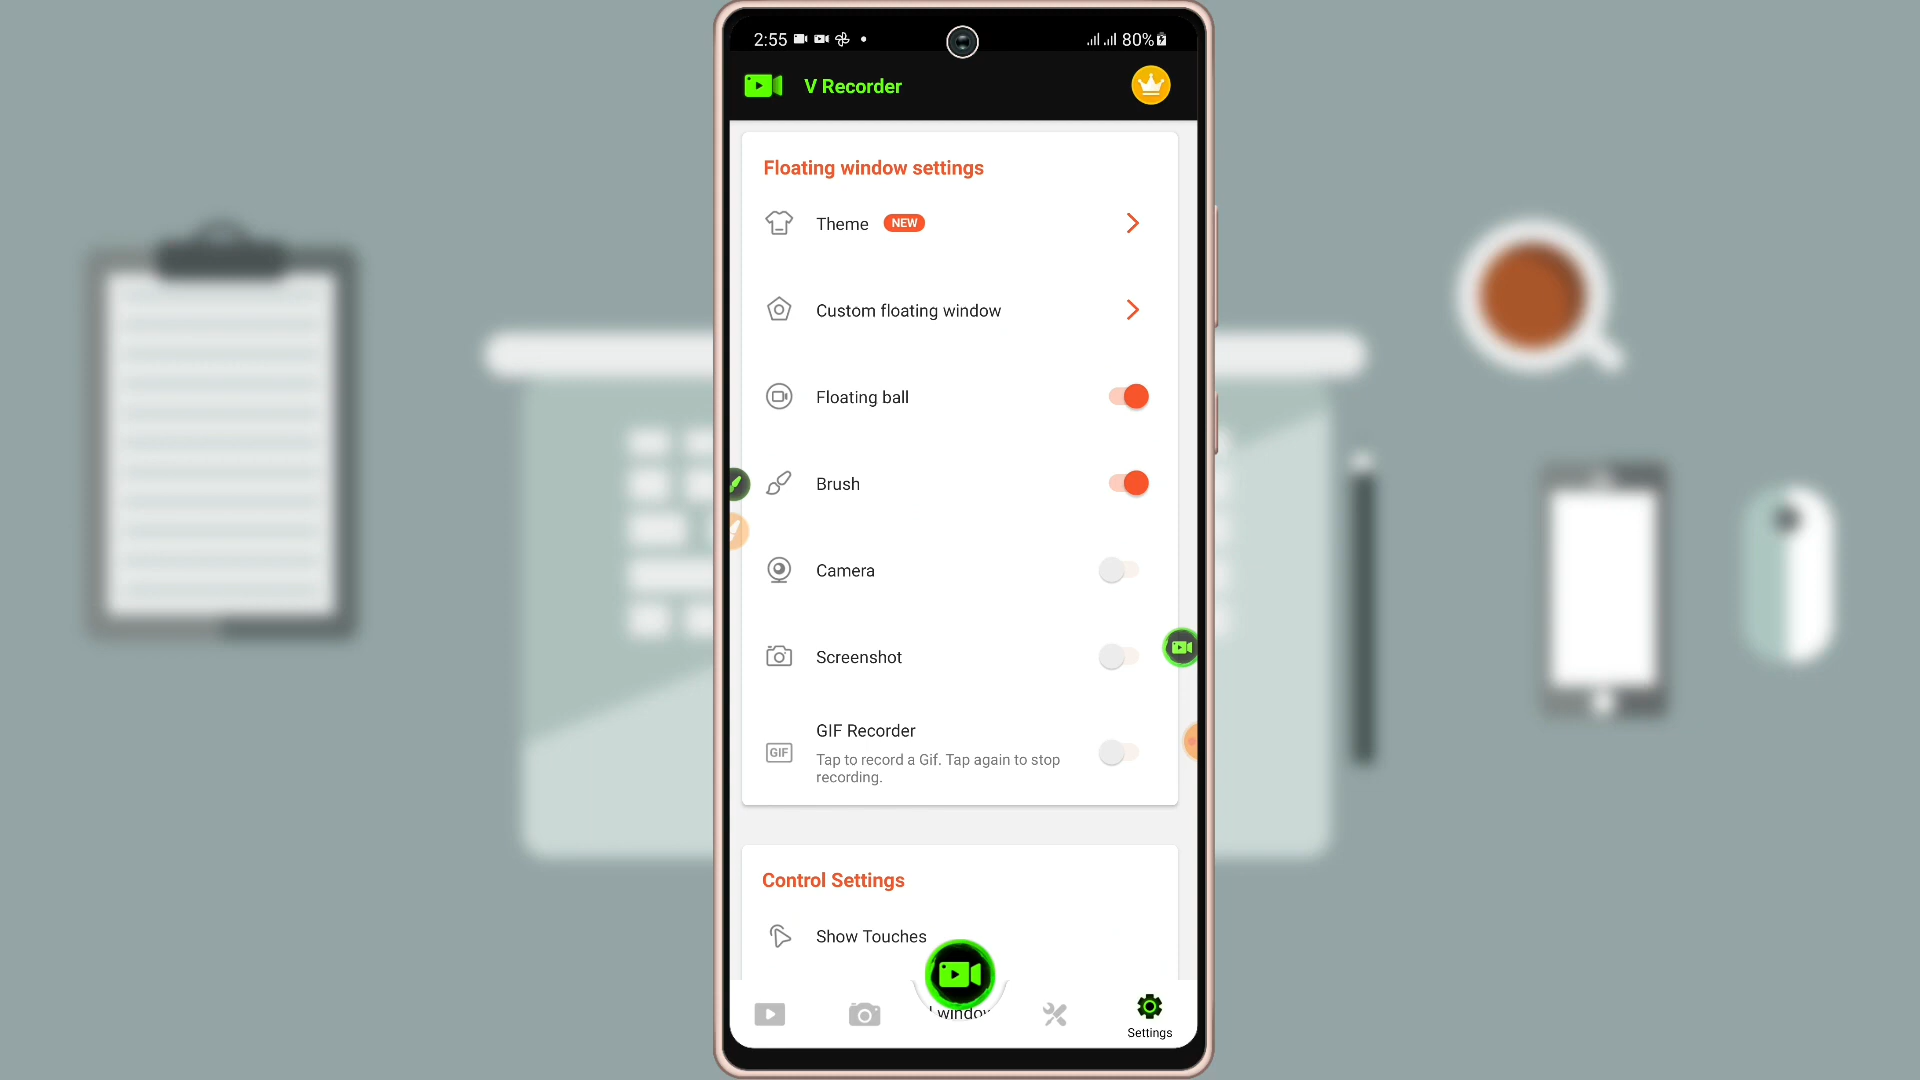 2:55
80%
V Recorder
Floating window settings
Theme NEW
Custom floating window
Floating ball
Brush
Camera
Screenshot
GIF Recorder
GIF
Tap to record a Gif. Tap again to stop
recording.
Control Settings
Show Touches
window
Settings